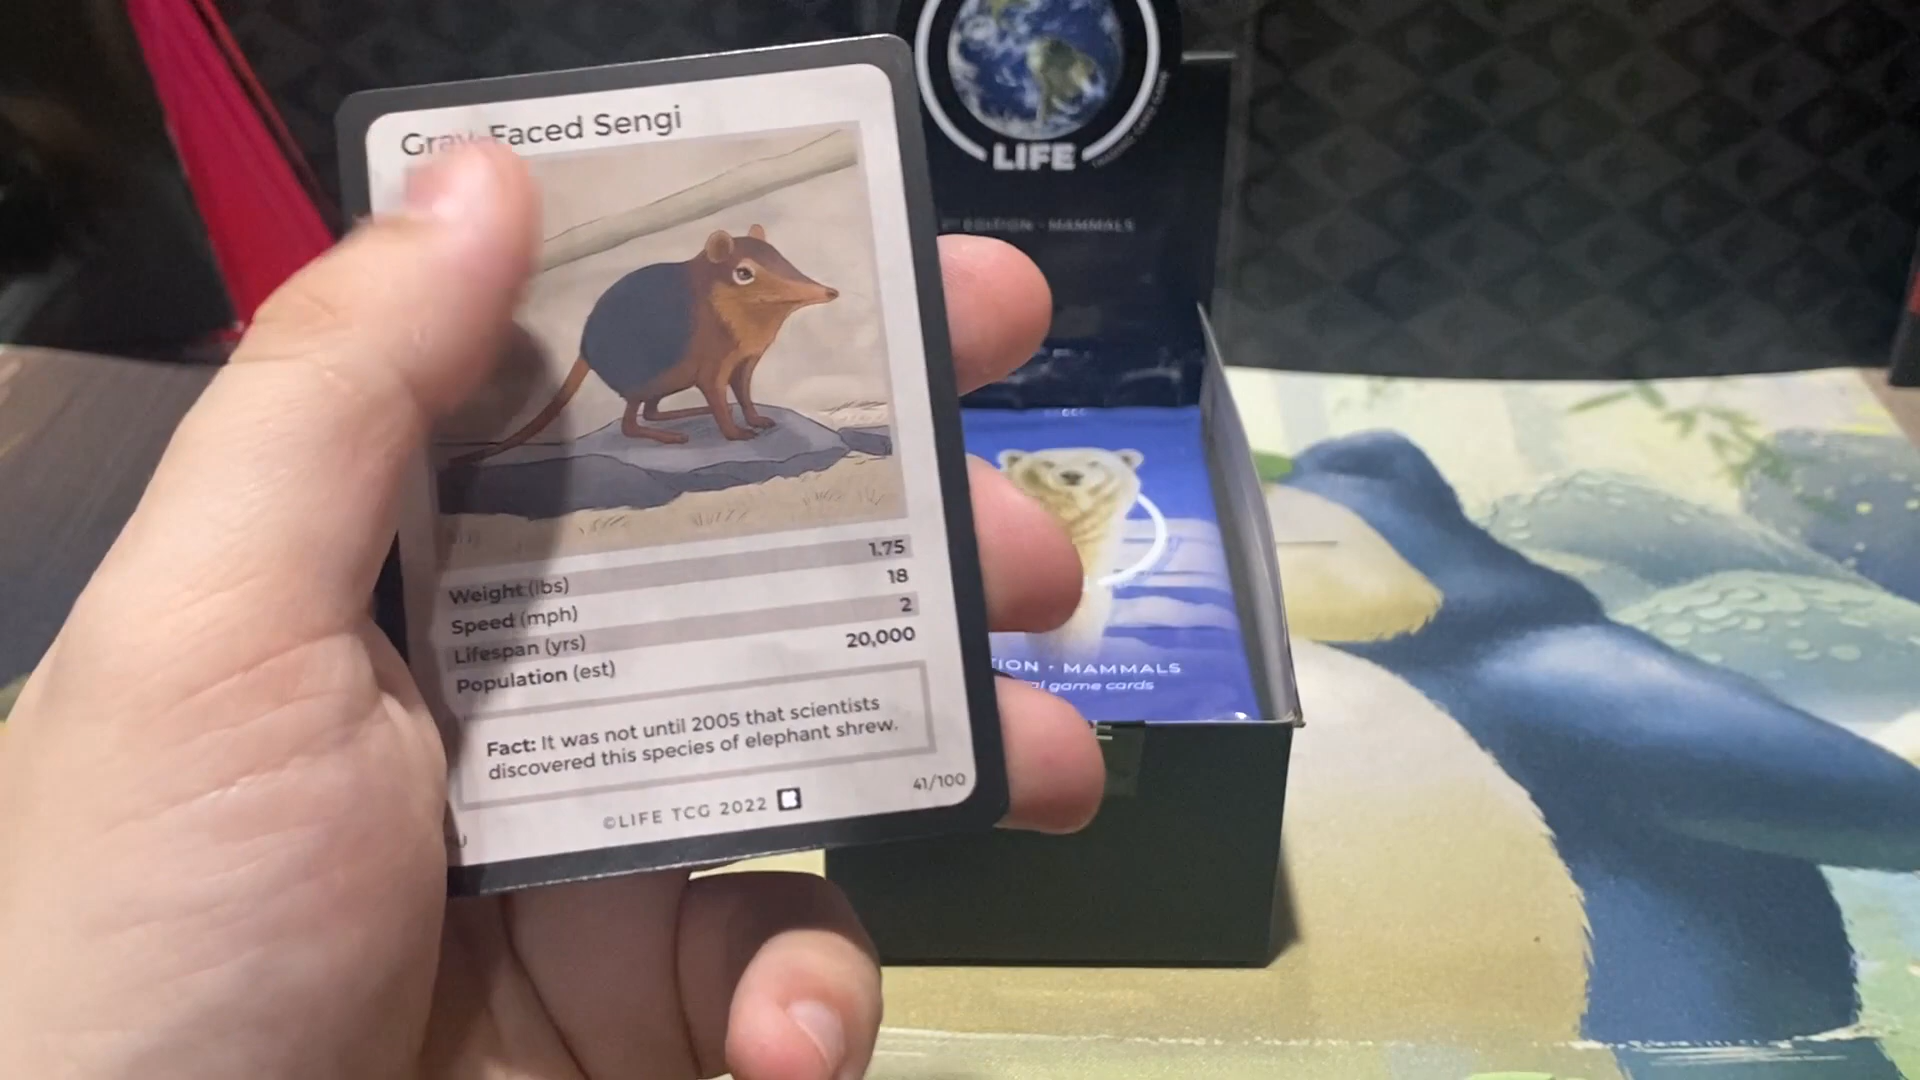 Gray-Faced Sengi
Weight (lbs) 1.75
Speed (mph) 18
Lifespan (yrs) 2
Population (est) 20,000
Fact: It was not until 2005 that scientists
discovered this species of elephant shrew.
©LIFE TCG 2022
41/100
LIFE
EDITION · MAMMALS
TION · MAMMALS
game cards